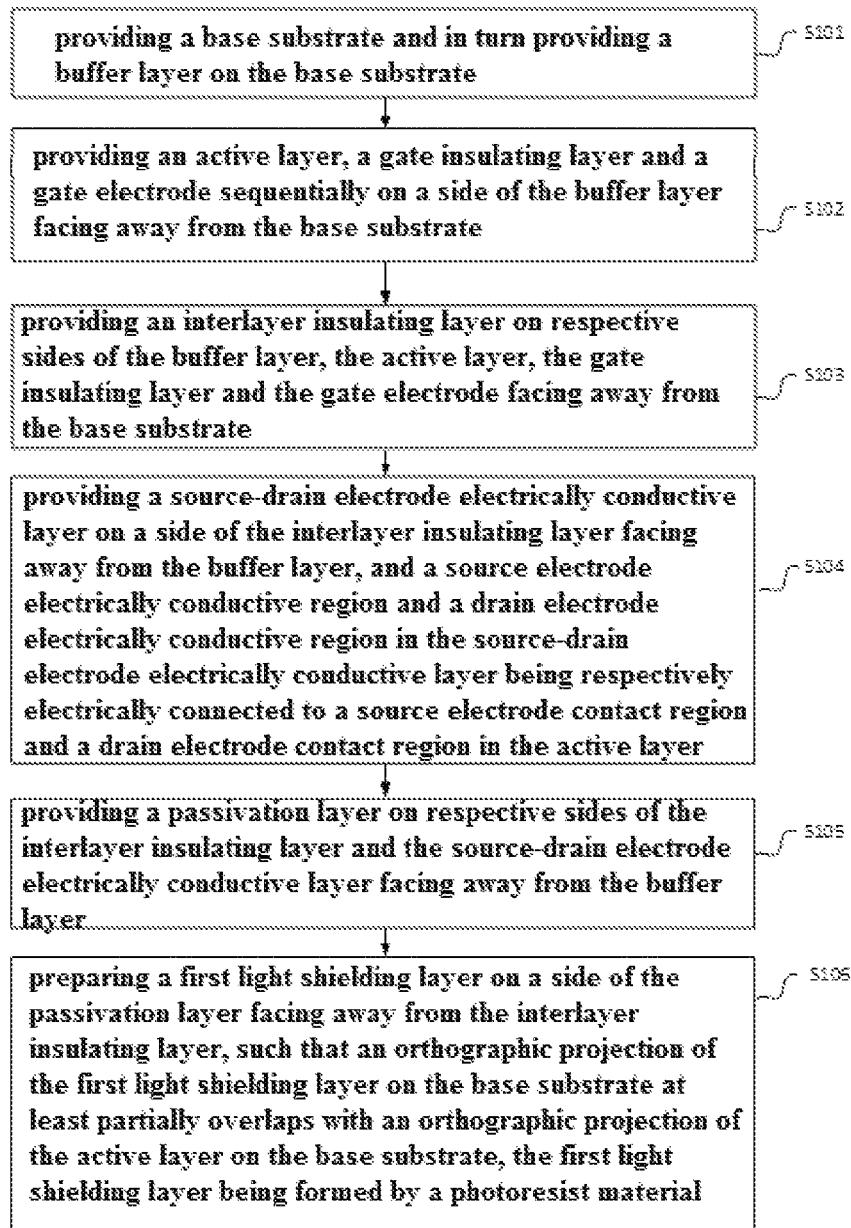 providing a base substrate and in turn providing a
buffer layer on the base substrate
S101
providing an active layer, a gate insulating layer and a
gate electrode sequentially on a side of the buffer layer
facing away from the base substrate
S102
providing an interlayer insulating layer on respective
sides of the buffer layer, the active layer, the gate
insulating layer and the gate electrode facing away from
the base substrate
S103
providing a source-drain electrode electrically conductive
layer on a side of the interlayer insulating layer facing
away from the buffer layer, and a source electrode
electrically conductive region and a drain electrode
electrically conductive region in the source-drain
electrode electrically conductive layer being respectively
electrically connected to a source electrode contact region
and a drain electrode contact region in the active layer
S104
providing a passivation layer on respective sides of the
interlayer insulating layer and the source-drain electrode
electrically conductive layer facing away from the buffer
layer
S105
preparing a first light shielding layer on a side of the
passivation layer facing away from the interlayer
insulating layer, such that an orthographic projection of
the first light shielding layer on the base substrate at
least partially overlaps with an orthographic projection of
the active layer on the base substrate, the first light
shielding layer being formed by a photoresist material
S106